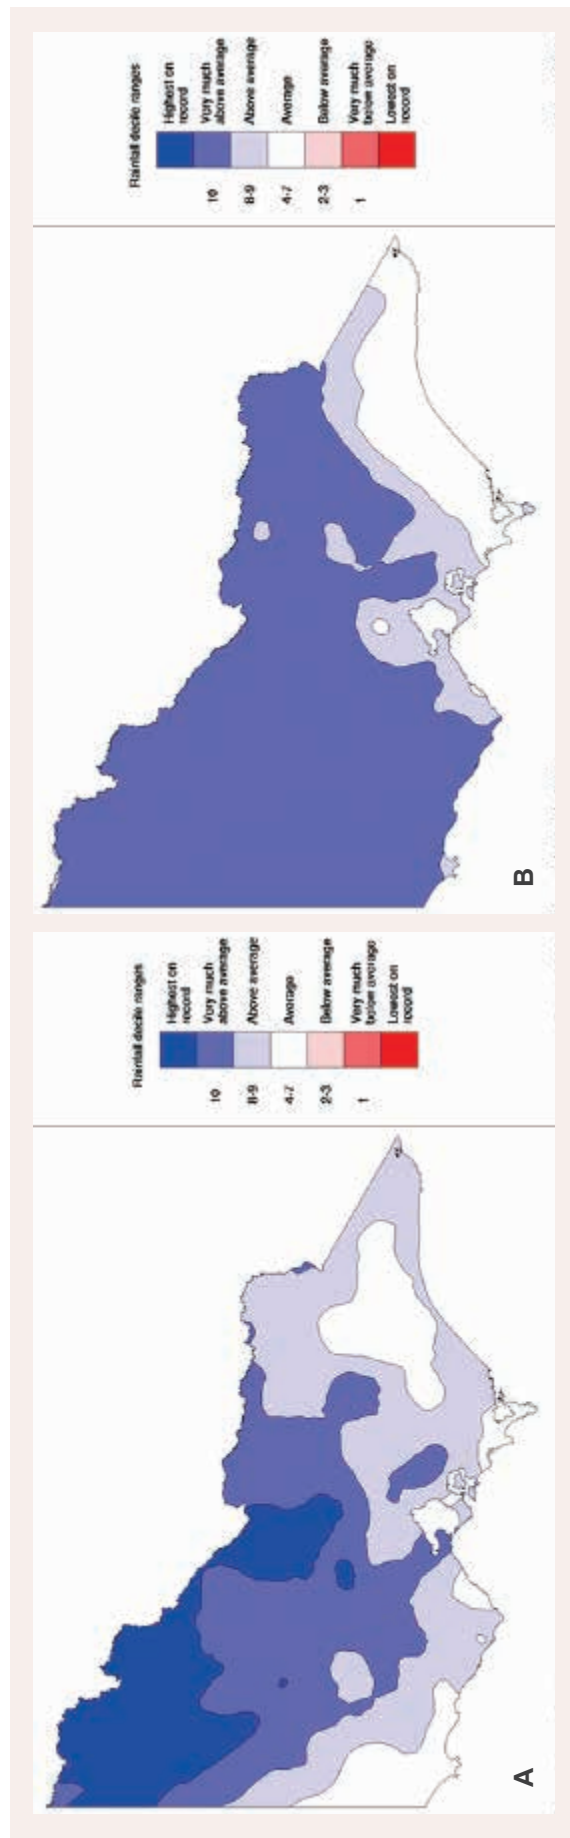 Rainfall decile ranges
Highest on
record
10
Very much
above average
8-9
Above average
4-7
Average
2-3
Below average
1
Very much
below average
Lowest on
record
B
Rainfall decile ranges
Highest on
record
10
Very much
above average
8-9
Above average
4-7
Average
2-3
Below average
1
Very much
below average
Lowest on
record
A